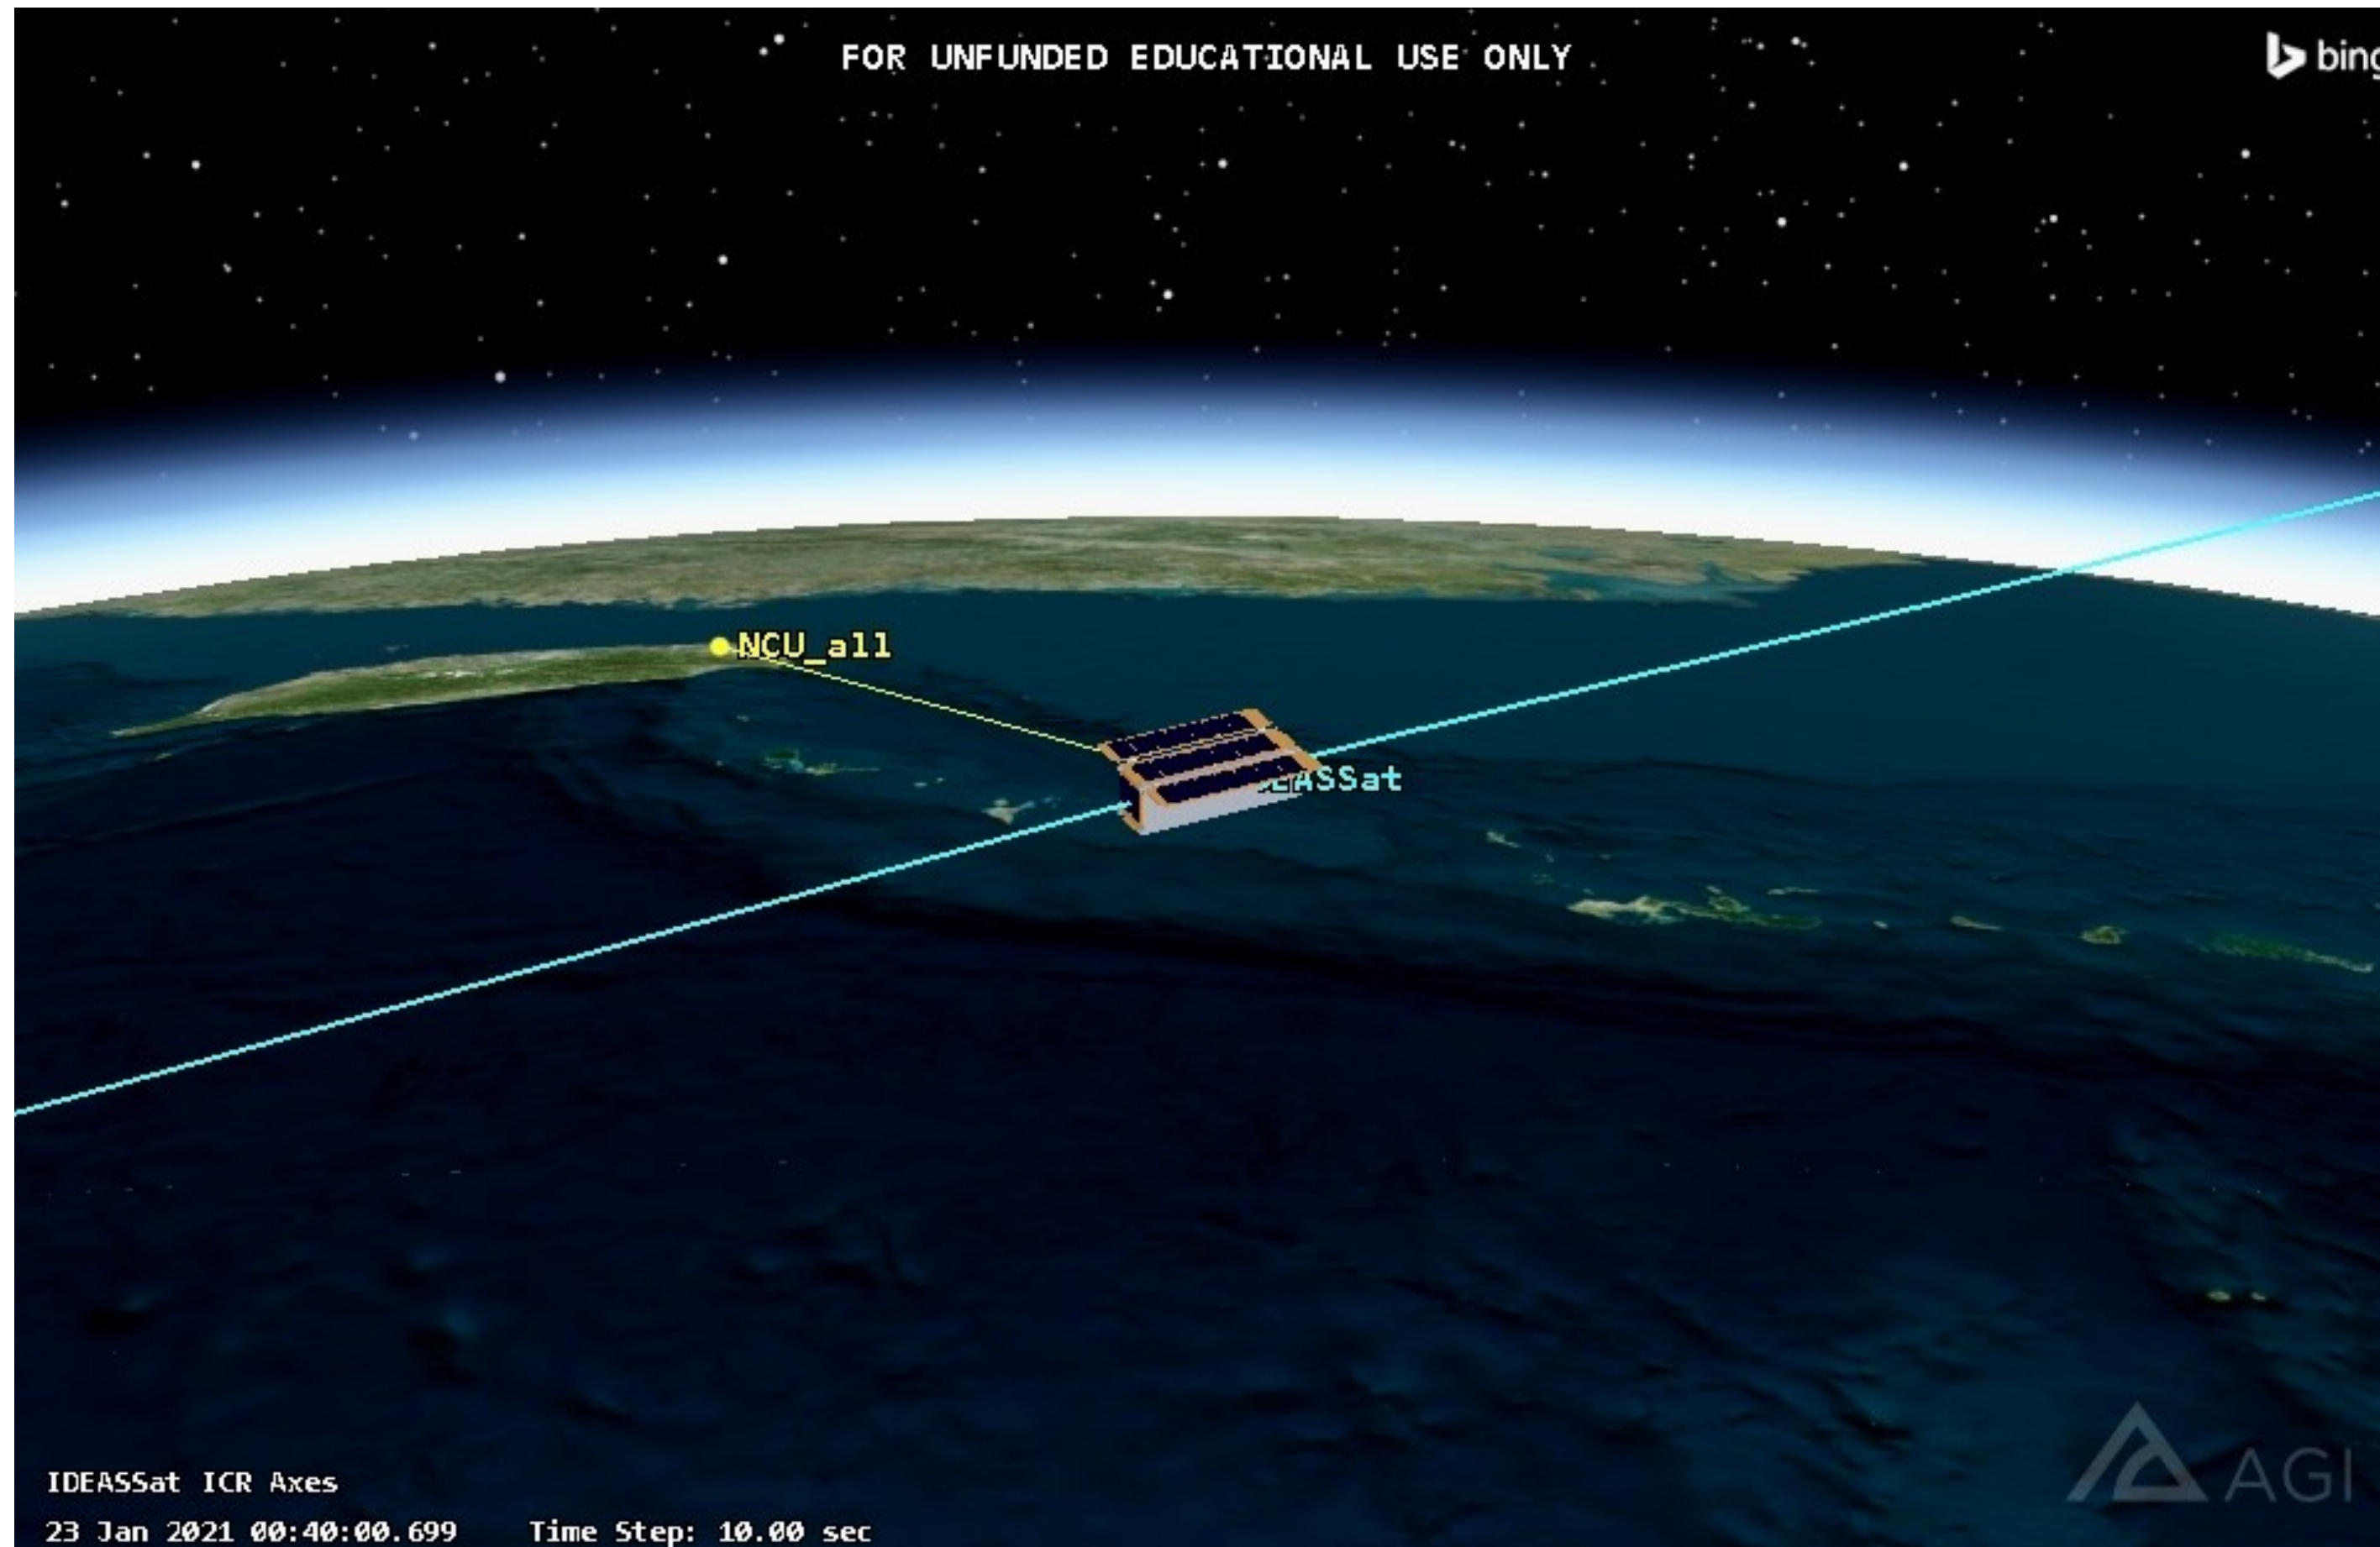 FOR UNFUNDED EDUCATIONAL USE ONLY
bing
NCU_all
EASSat
IDEASSat ICR Axes
23 Jan 2021 00:40:00.699 Time Step: 10.00 sec
AGI